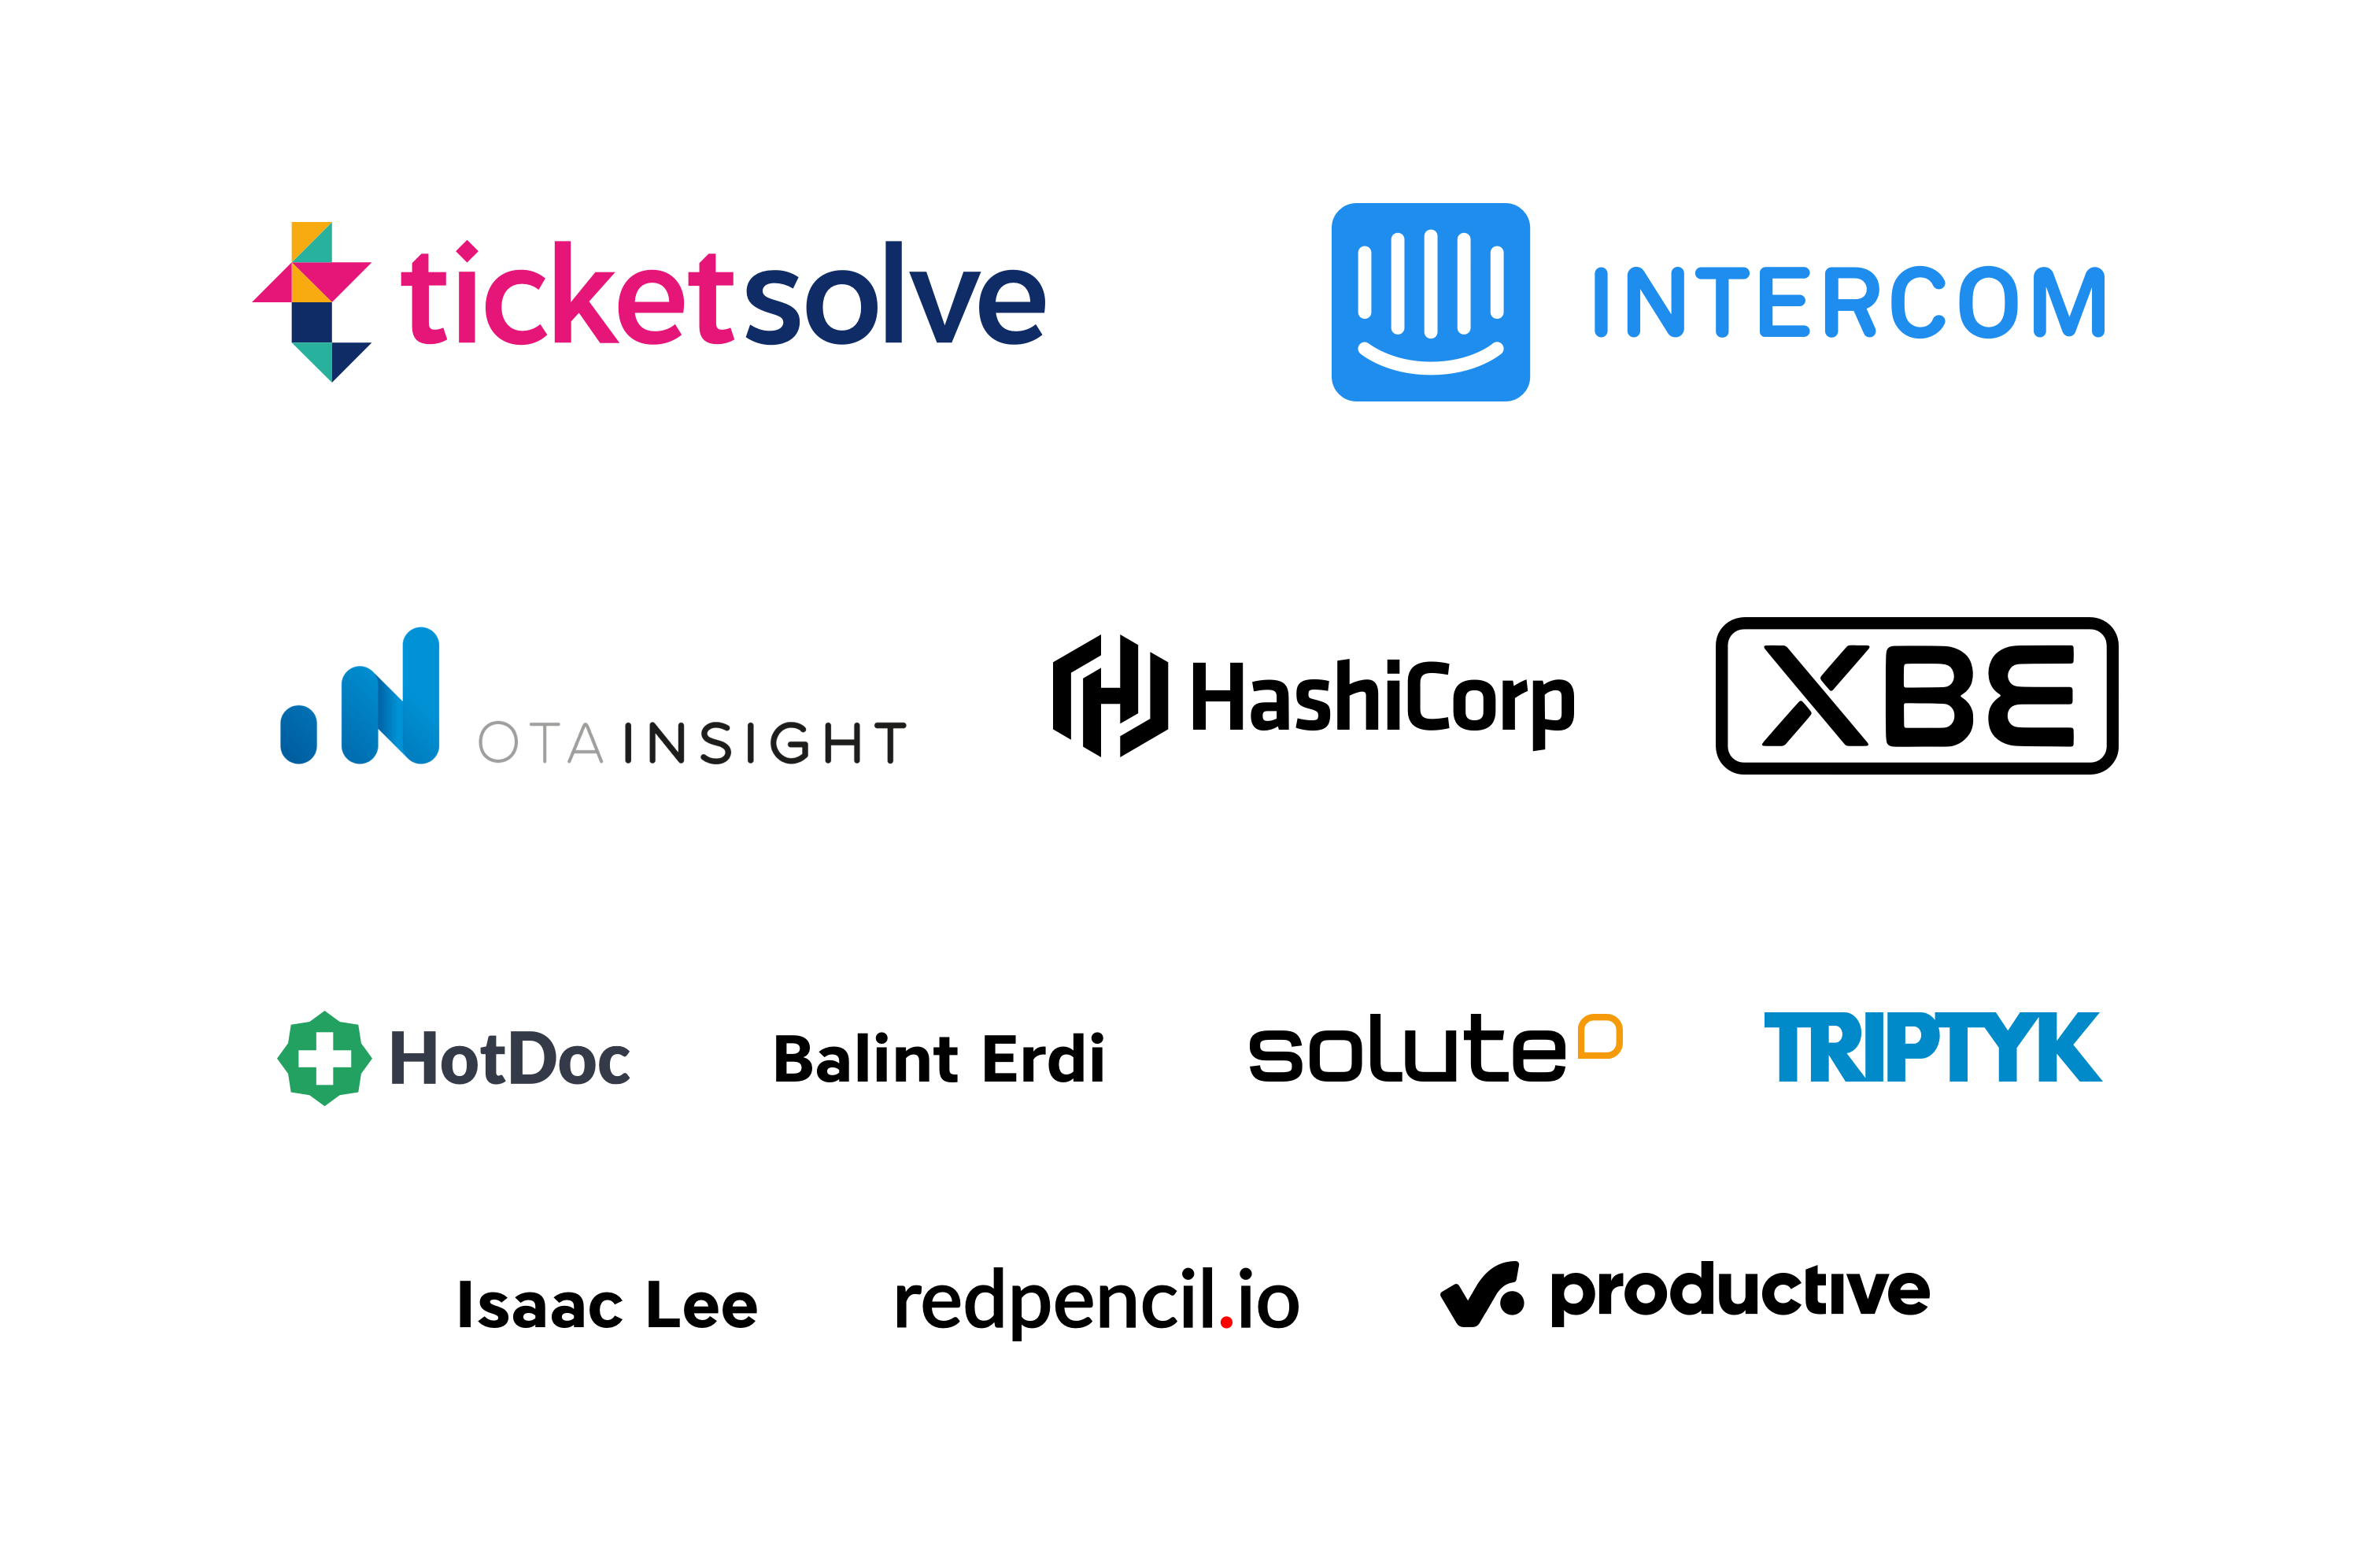 ticketsolve
INTERCOM
OTA INSIGHT
HashiCorp
XBE
HotDoc
Balint Erdi
solute
TRIPTYK
Isaac Lee
redpencil.io
productive